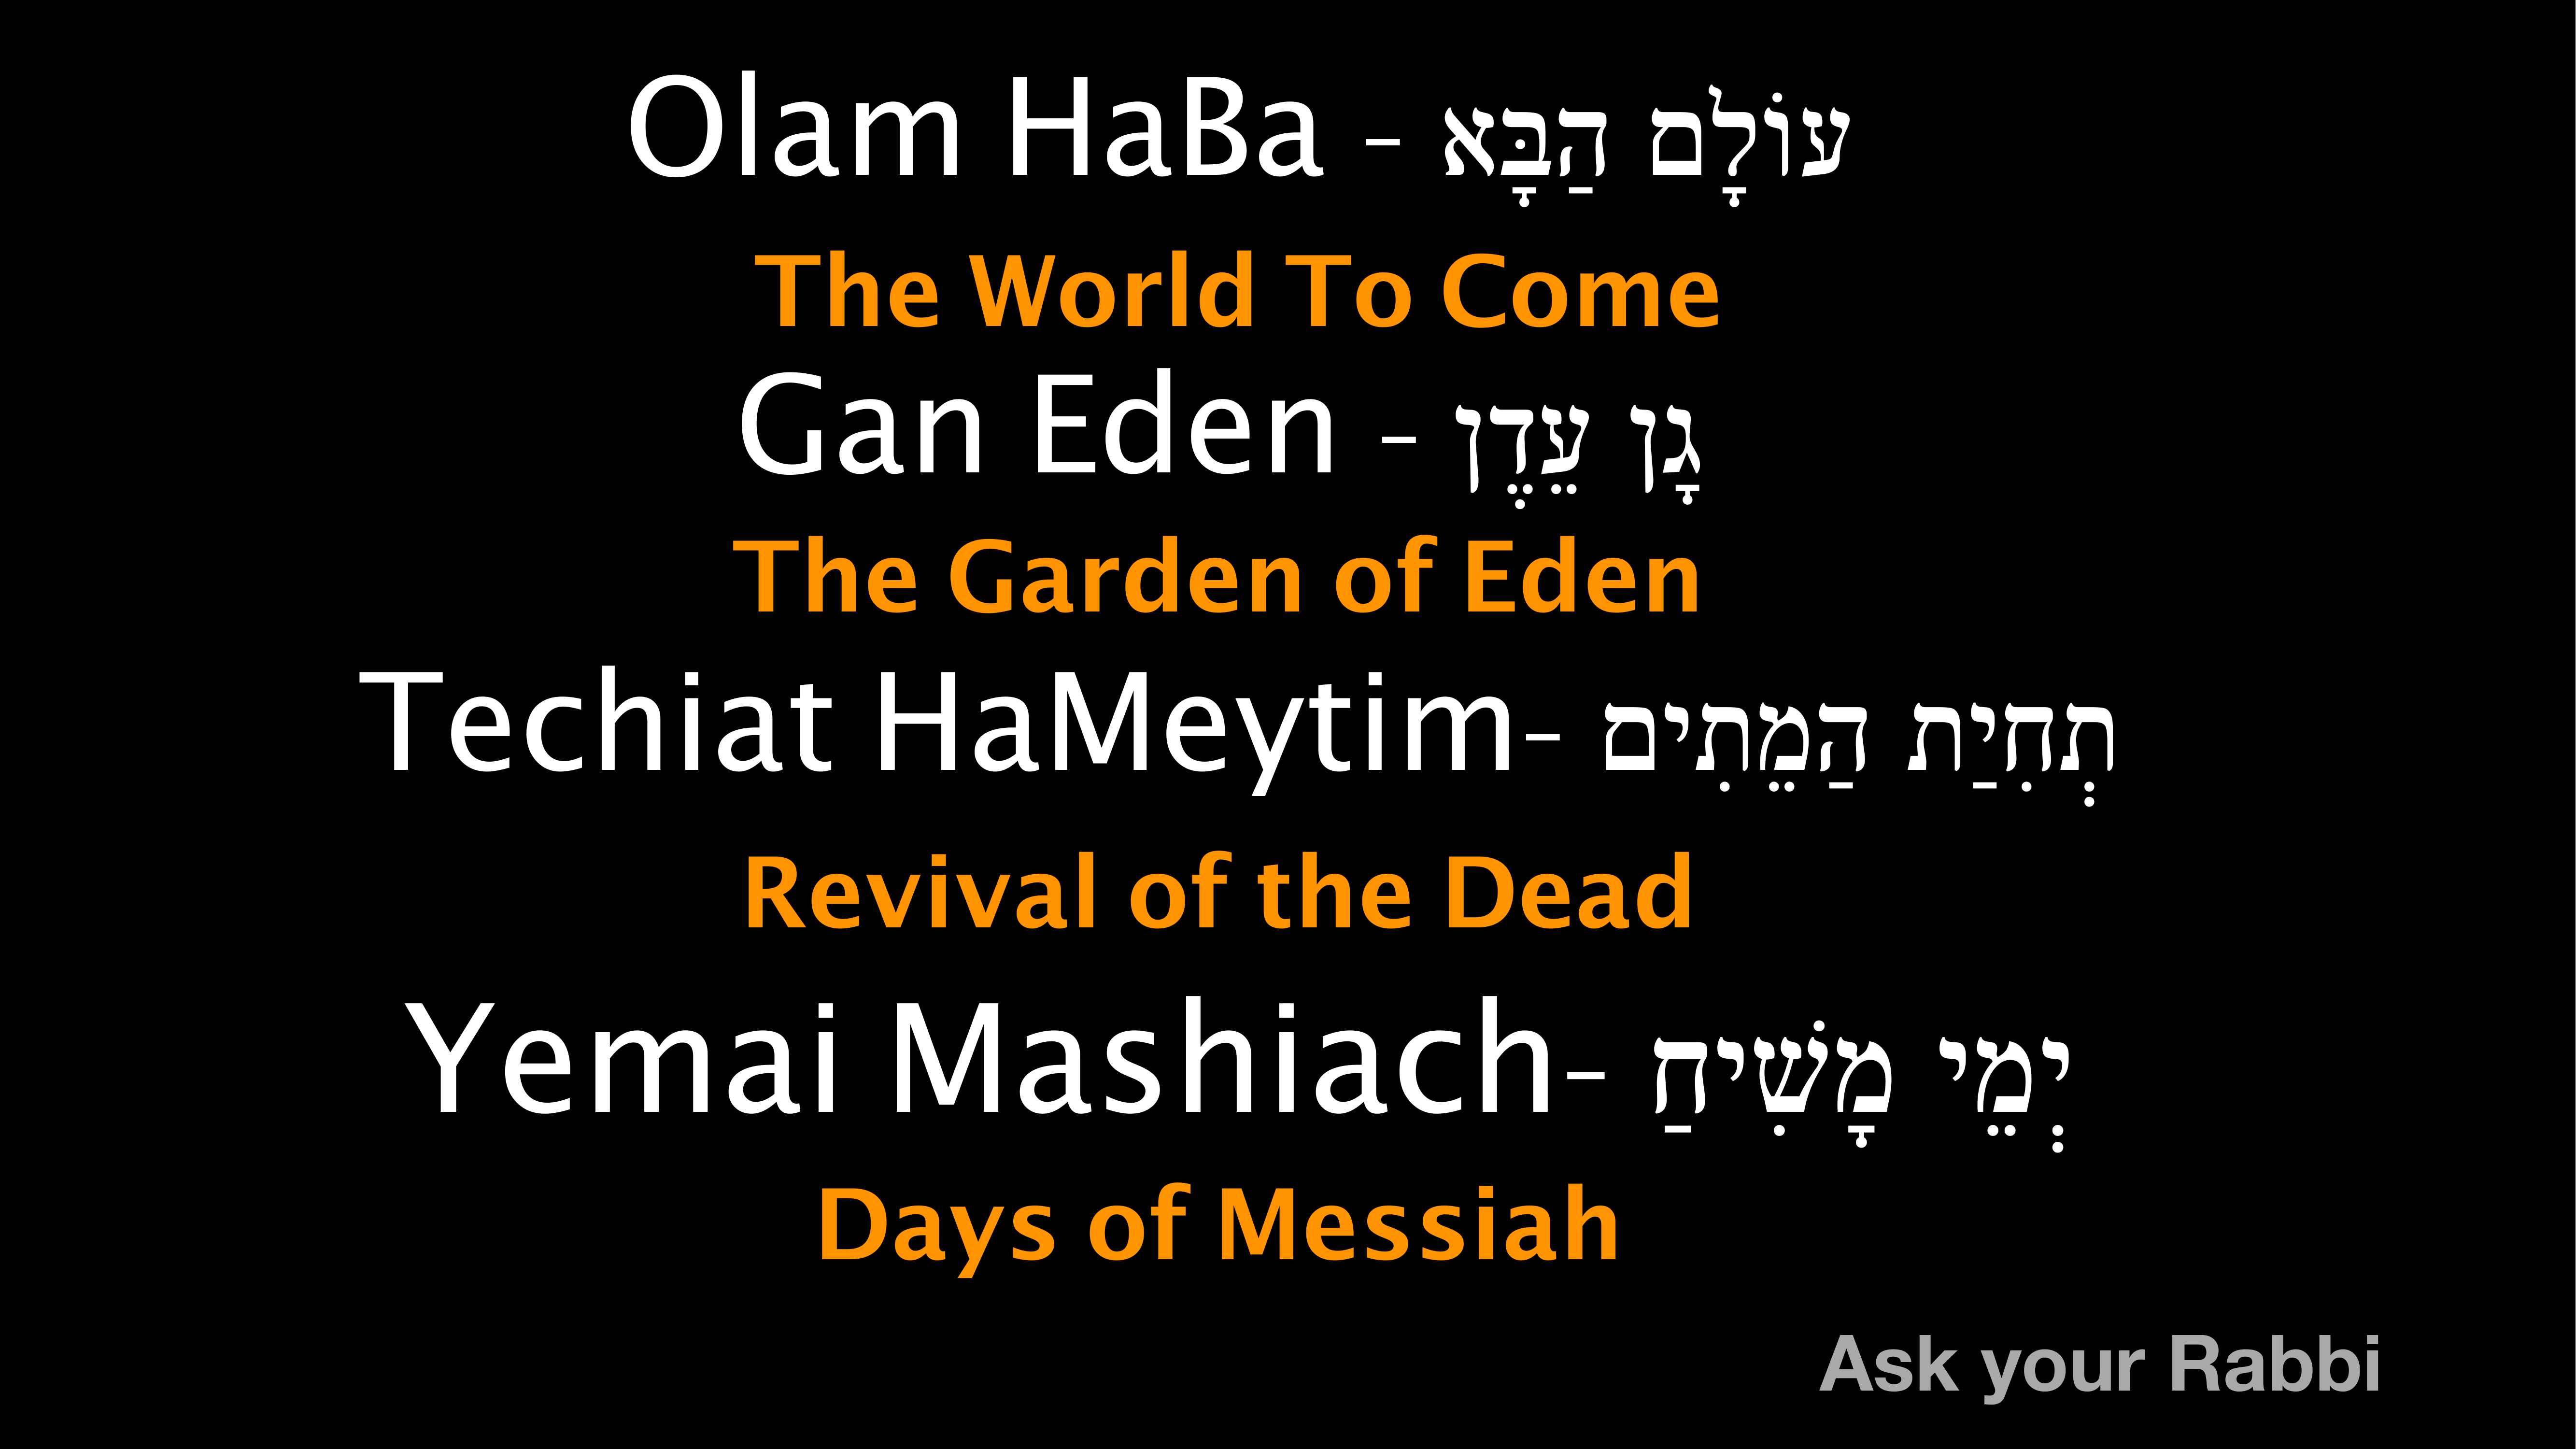 Olam HaBa - עוֹלָם הַבָּא
The World To Come
Gan Eden - גָן עֵדֶן
The Garden of Eden
Techiat HaMeytim- תְחִיַת הַמֵתִים
Revival of the Dead
Yemai Mashiach- יְמֵי מָשִׁיחַ
Days of Messiah
Ask your Rabbi